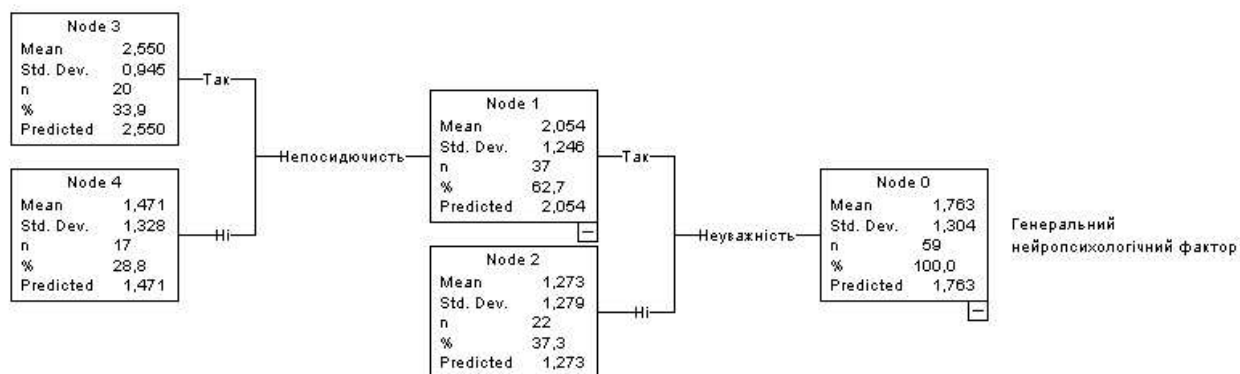 Node 3
Mean 2,550
Std. Dev. 0,945
n 20
% 33,9
Predicted 2,550
Так
Непосидючисть
Node 4
Mean 1,471
Std. Dev. 1,328
n 17
% 28,8
Predicted 1,471
Ні
Node 1
Mean 2,054
Std. Dev. 1,246
n 37
% 62,7
Predicted 2,054
Так
Неуважність
Node 2
Mean 1,273
Std. Dev. 1,279
n 22
% 37,3
Predicted 1,273
Ні
Node 0
Mean 1,763
Std. Dev. 1,304
n 59
% 100,0
Predicted 1,763
Генеральний
нейропсихологічний фактор